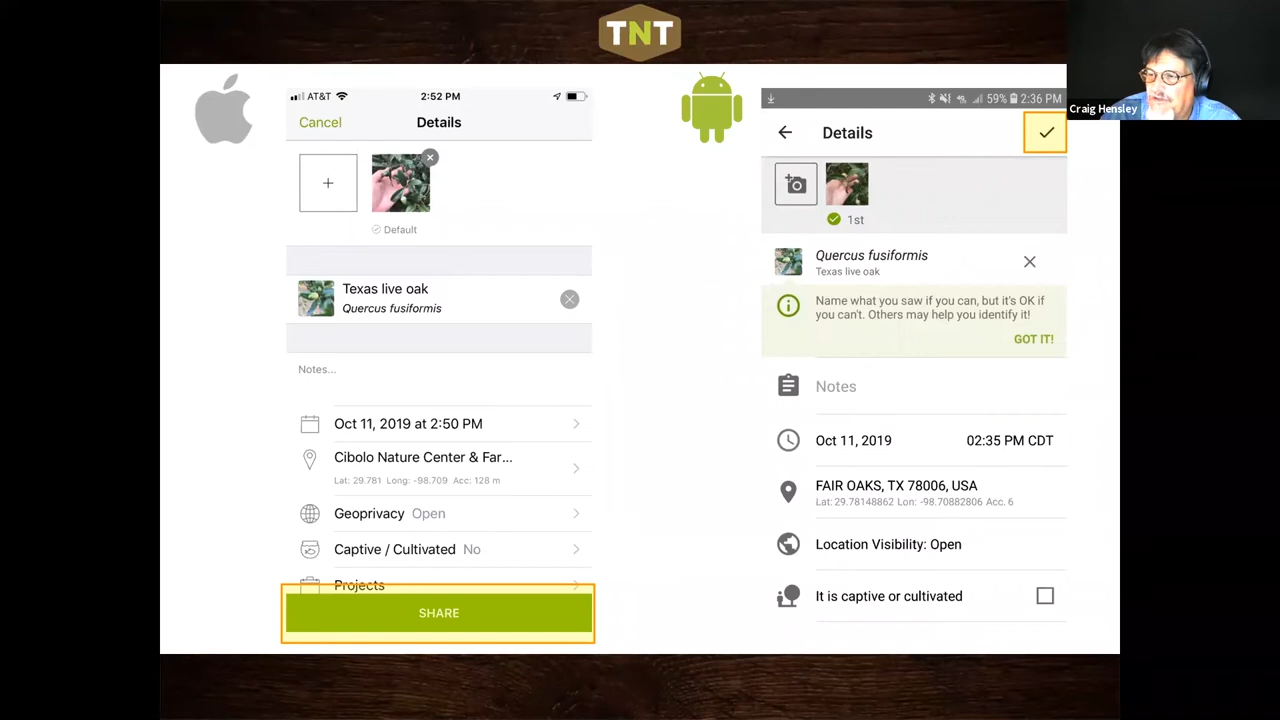 TNT
Craig Hensley
AT&T
2:52 PM
Cancel
Details
Default
Texas live oak
Quercus fusiformis
Notes...
Oct 11, 2019 at 2:50 PM
Cibolo Nature Center & Far...
Lat: 29.781 Long: -98.709 Acc: 128 m
Geoprivacy Open
Captive / Cultivated No
Projects
SHARE
59% 2:36 PM
Details
1st
Quercus fusiformis
Texas live oak
Name what you saw if you can, but it's OK if
you can't. Others may help you identify it!
GOT IT!
Notes
Oct 11, 2019 02:35 PM CDT
FAIR OAKS, TX 78006, USA
Lat: 29.78148862 Lon: -98.70882806 Acc. 6
Location Visibility: Open
It is captive or cultivated